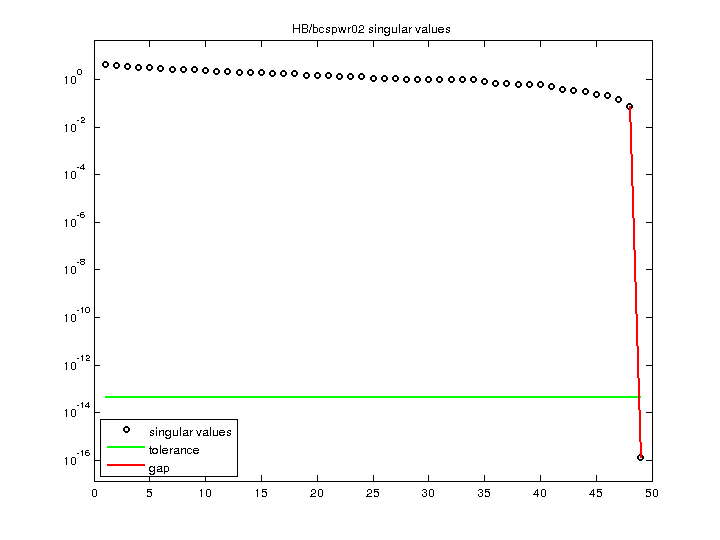 HB/bcspwr02 singular values
10^0
10^-2
10^-4
10^-6
10^-8
10^-10
10^-12
10^-14
10^-16
singular values
tolerance
gap
0 5 10 15 20 25 30 35 40 45 50